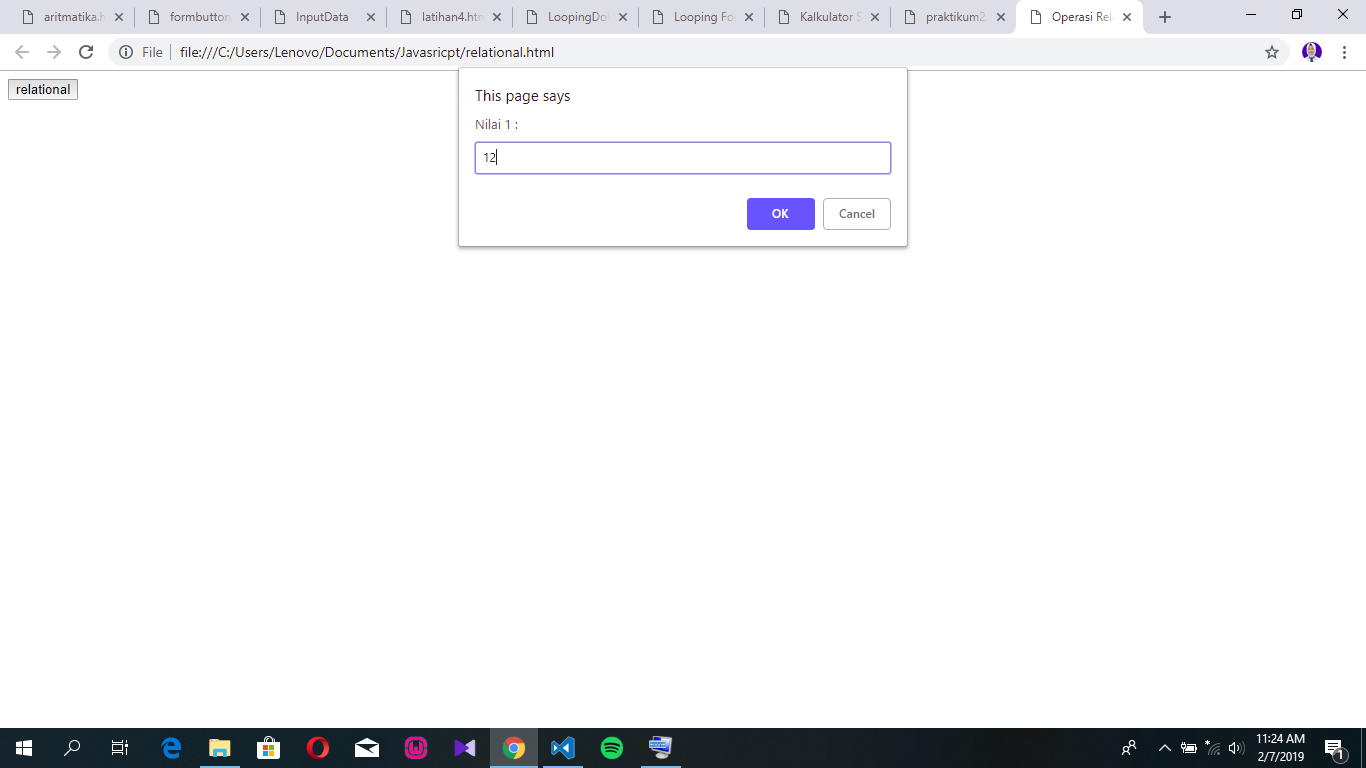 aritmatika.h
formbutton
InputData
latihan4.htm
LoopingDo
Looping Fo
Kalkulator S
praktikum2
Operasi Rel
File
file:///C:/Users/Lenovo/Documents/Javasricpt/relational.html
relational
This page says
Nilai 1 :
12
OK
Cancel
11:24 AM
2/7/2019
1